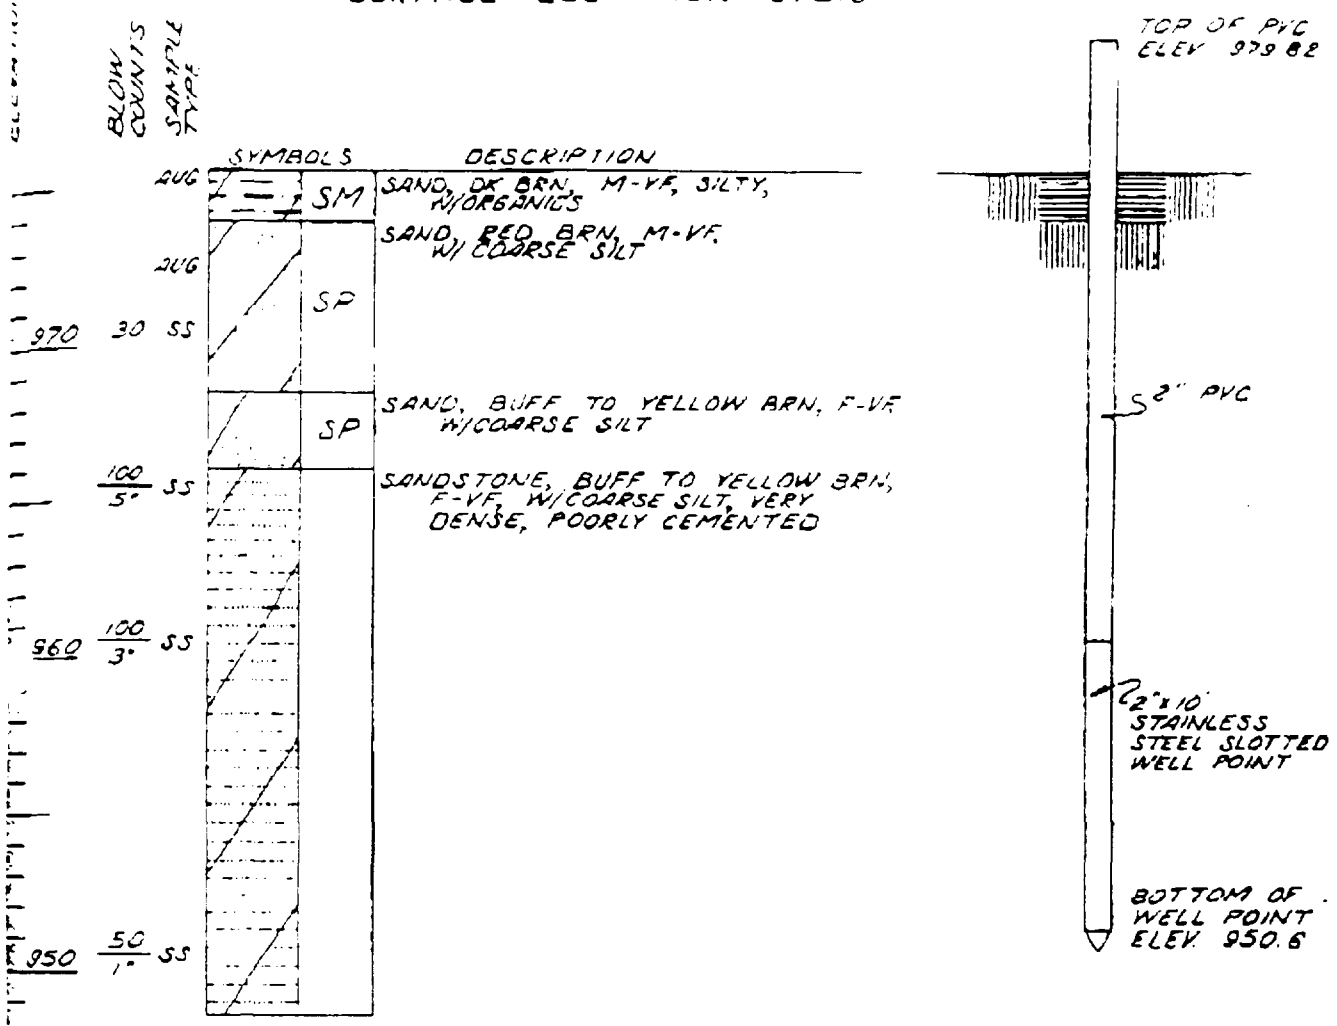 TOP OF PVC
ELEV 979 82
BLOW
COUNTS
SAMPLE
TYPE
SYMBOLS
DESCRIPTION
AUG
SM
SAND, DK BRN, M-VF, SILTY,
W/ORGANICS
SAND, RED BRN, M-VF,
W/ COARSE SILT
AUG
SP
970
30 SS
SAND, BUFF TO YELLOW BRN, F-VF
W/COARSE SILT
SP
2" PVC
100
5" SS
SANDSTONE, BUFF TO YELLOW BRN,
F-VF, W/COARSE SILT, VERY
DENSE, POORLY CEMENTED
960
100
3" SS
2"x10'
STAINLESS
STEEL SLOTTED
WELL POINT
BOTTOM OF
WELL POINT
ELEV. 950.6
950
50
1" SS